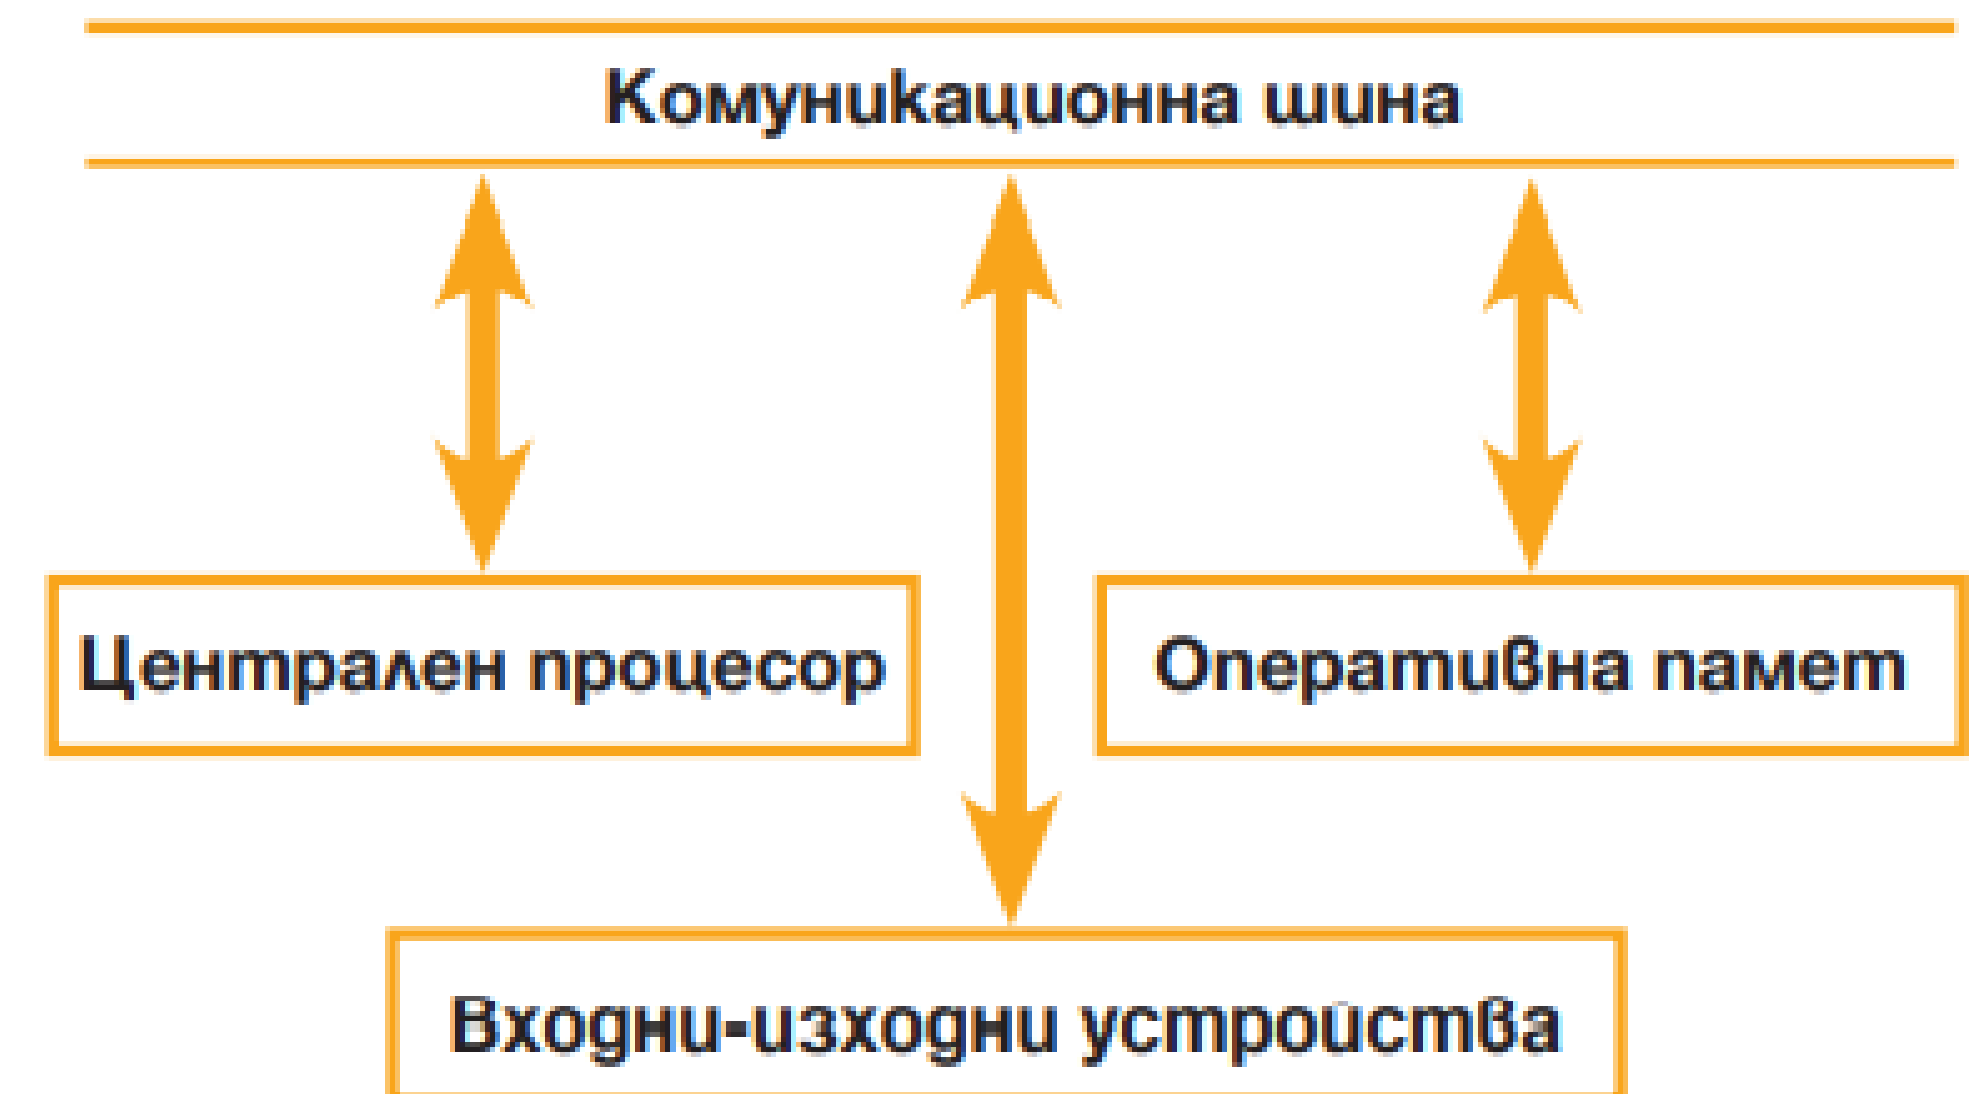 Комуникационна шина
Централен процесор
Оперативна памет
Входни-изходни устройства